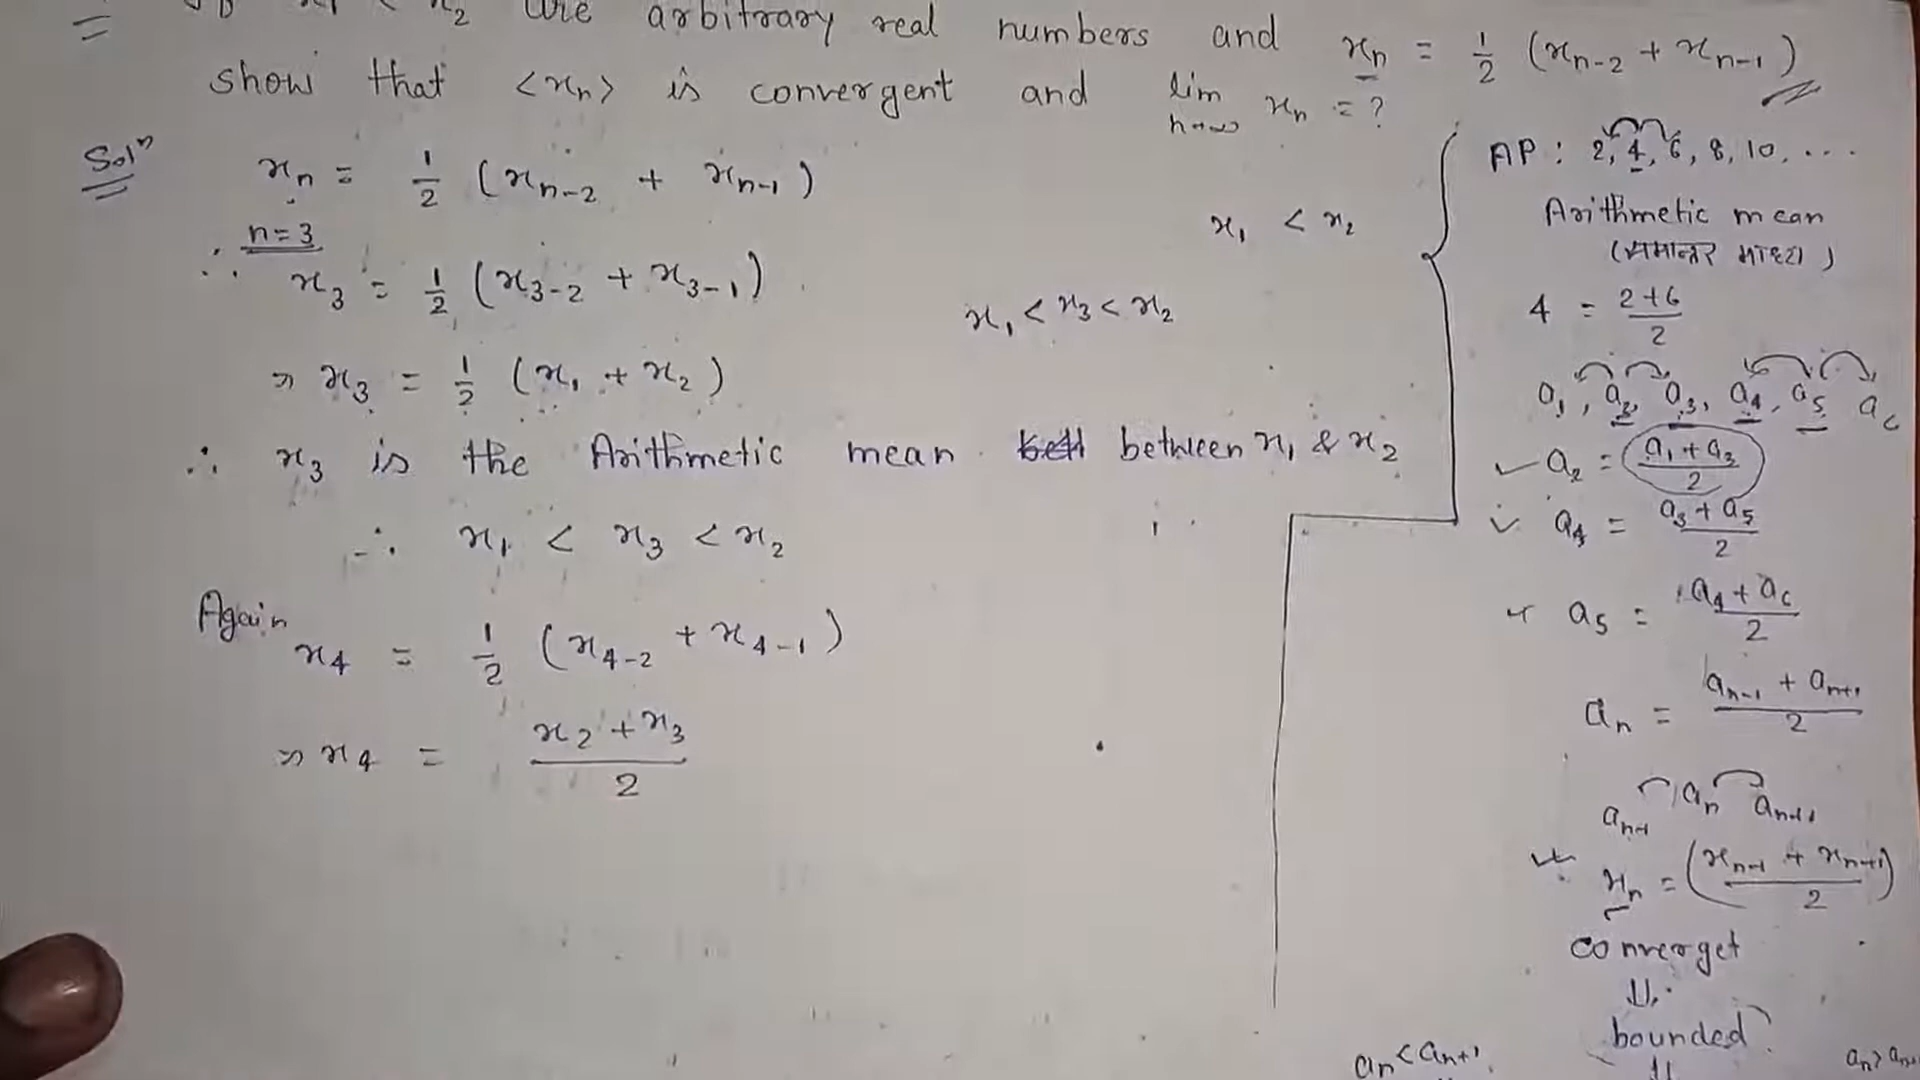 x₁ < x₂ are arbitrary real numbers and xₙ = 1/2 (xₙ₋₂ + xₙ₋₁)
show that <xₙ> is convergent and lim n→∞ xₙ = ?
Solⁿ
xₙ = 1/2 (xₙ₋₂ + xₙ₋₁)
x₁ < x₂
n=3
∴ x₃ = 1/2 (x₃₋₂ + x₃₋₁)
x₁ < x₃ < x₂
⇒ x₃ = 1/2 (x₁ + x₂)
∴ x₃ is the Arithmetic mean between x₁ & x₂
∴ x₁ < x₃ < x₂
Again
x₄ = 1/2 (x₄₋₂ + x₄₋₁)
⇒ x₄ = (x₂ + x₃)/2
AP : 2, 4, 6, 8, 10, ...
Arithmetic mean
(समान्तर माध्य)
4 = (2+6)/2
a₁, a₂, a₃, a₄, a₅ a₆
a₂ = (a₁ + a₃)/2
a₄ = (a₃ + a₅)/2
a₅ = (a₄ + a₆)/2
aₙ = (aₙ₋₁ + aₙ₊₁)/2
aₙ₋₁ aₙ aₙ₊₁
xₙ = ((xₙ₋₁ + xₙ₊₁)/2)
converget
⇓
bounded
aₙ < aₙ₊₁